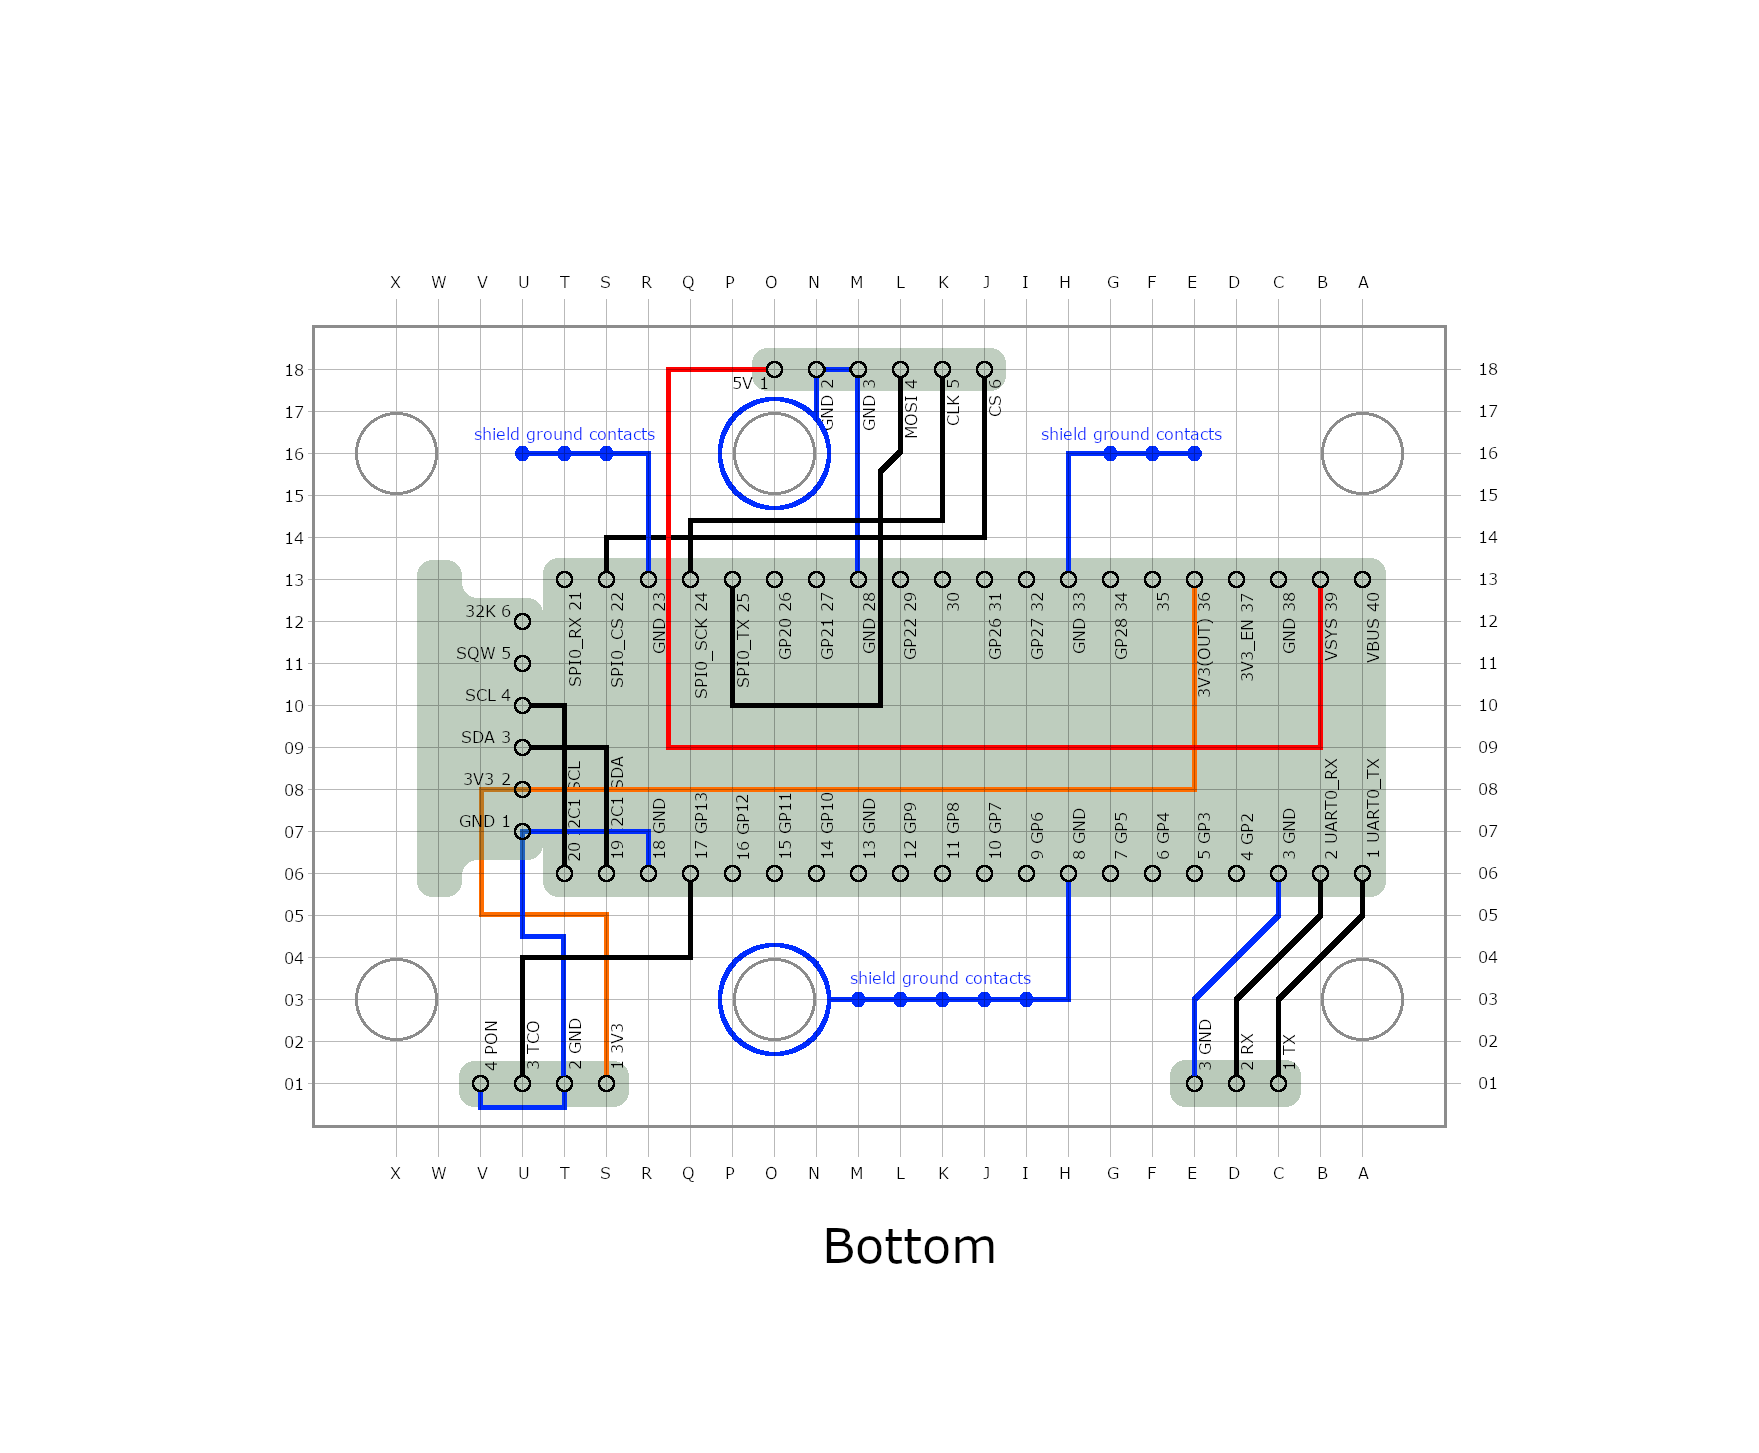 X W V U T S R Q P O N M L K J I H G F E D C B A
18 18
5V 1
GND 2
GND 3
MOSI 4
CLK 5
CS 6
17 17
shield ground contacts
shield ground contacts
16 16
15 15
14 14
13 13
SPI0_RX 21
SPI0_CS 22
GND 23
SPI0_SCK 24
SPI0_TX 25
GP20 26
GP21 27
GND 28
GP22 29
30
GP26 31
GP27 32
GND 33
GP28 34
35
3V3(OUT) 36
3V3_EN 37
GND 38
VSYS 39
VBUS 40
32K 6
12 12
SQW 5
11 11
SCL 4
10 10
SDA 3
09 09
3V3 2
08 08
GND 1
07 07
20 I2C1 SCL
19 I2C1 SDA
18 GND
17 GP13
16 GP12
15 GP11
14 GP10
13 GND
12 GP9
11 GP8
10 GP7
9 GP6
8 GND
7 GP5
6 GP4
5 GP3
4 GP2
3 GND
2 UART0_RX
1 UART0_TX
06 06
05 05
04 04
shield ground contacts
03 03
02 02
4 PON
3 TCO
2 GND
1 3V3
3 GND
2 RX
1 TX
01 01
X W V U T S R Q P O N M L K J I H G F E D C B A
Bottom